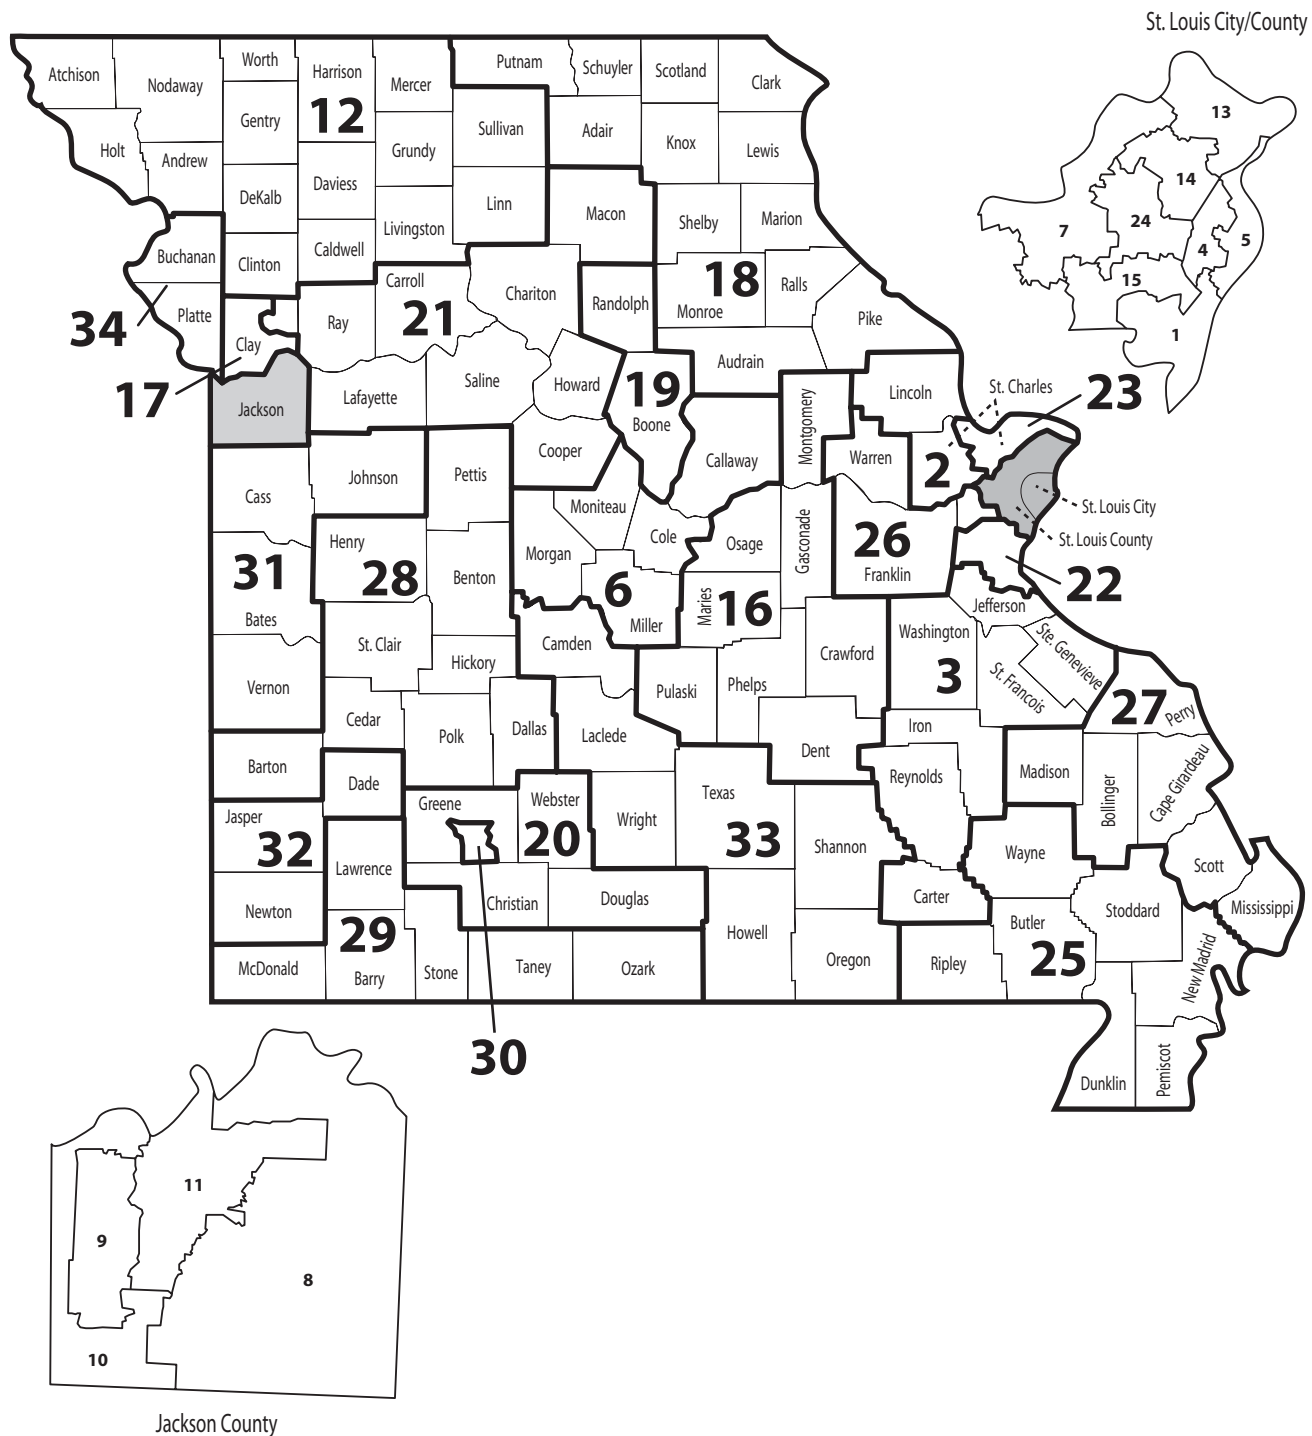 St. Louis City/County
Atchison
Nodaway
Worth
Harrison
Mercer
Putnam
Schuyler
Scotland
Clark
Gentry
12
Sullivan
Adair
Knox
Lewis
Holt
Andrew
Grundy
DeKalb
Daviess
Livingston
Linn
Macon
Shelby
Marion
Buchanan
Clinton
Caldwell
Carroll
Chariton
Randolph
18
Monroe
Ralls
Pike
34
Platte
Ray
21
Clay
17
Jackson
Lafayette
Saline
Howard
19
Boone
Audrain
Montgomery
Lincoln
St. Charles
23
Cooper
Callaway
Warren
2
Cass
Johnson
Pettis
Moniteau
Cole
Osage
Gasconade
26
Franklin
St. Louis City
St. Louis County
22
Jefferson
31
Bates
Henry
28
Benton
Morgan
6
Miller
Maries
16
St. Clair
Hickory
Camden
Crawford
Washington
3
St. Francois
Ste. Genevieve
27
Perry
Vernon
Cedar
Polk
Dallas
Laclede
Pulaski
Phelps
Dent
Iron
Reynolds
Madison
Bollinger
Cape Girardeau
Barton
Dade
Greene
Webster
20
Wright
Texas
33
Shannon
Jasper
32
Lawrence
Wayne
Scott
Mississippi
Newton
29
Christian
Douglas
Howell
Carter
Butler
25
Stoddard
New Madrid
McDonald
Barry
Stone
Taney
Ozark
Oregon
Ripley
30
Dunklin
Pemiscot
13
14
7
24
4
5
15
1
11
9
8
10
Jackson County